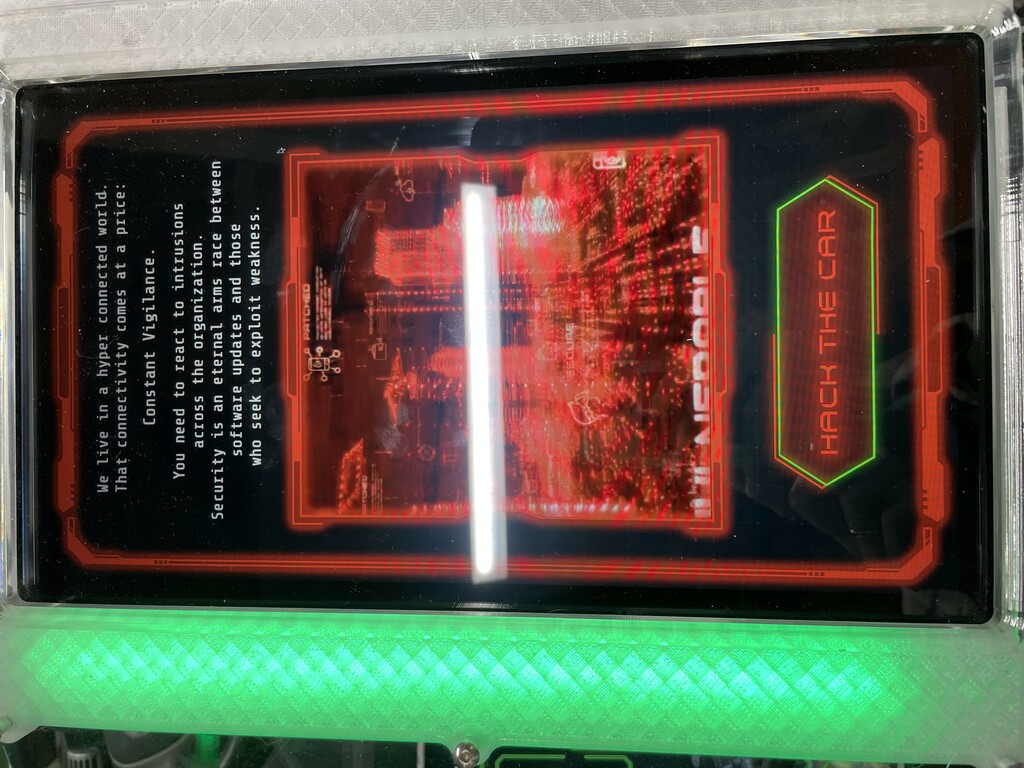 We live in a hyper connected world.
That connectivity comes at a price:
Constant Vigilance.
You need to react to intrusions
across the organization.
Security is an eternal arms race between
software updates and those
who seek to exploit weakness.
PATCHED
PATCHED
SECURE
VULNERABLE
HACK THE CAR